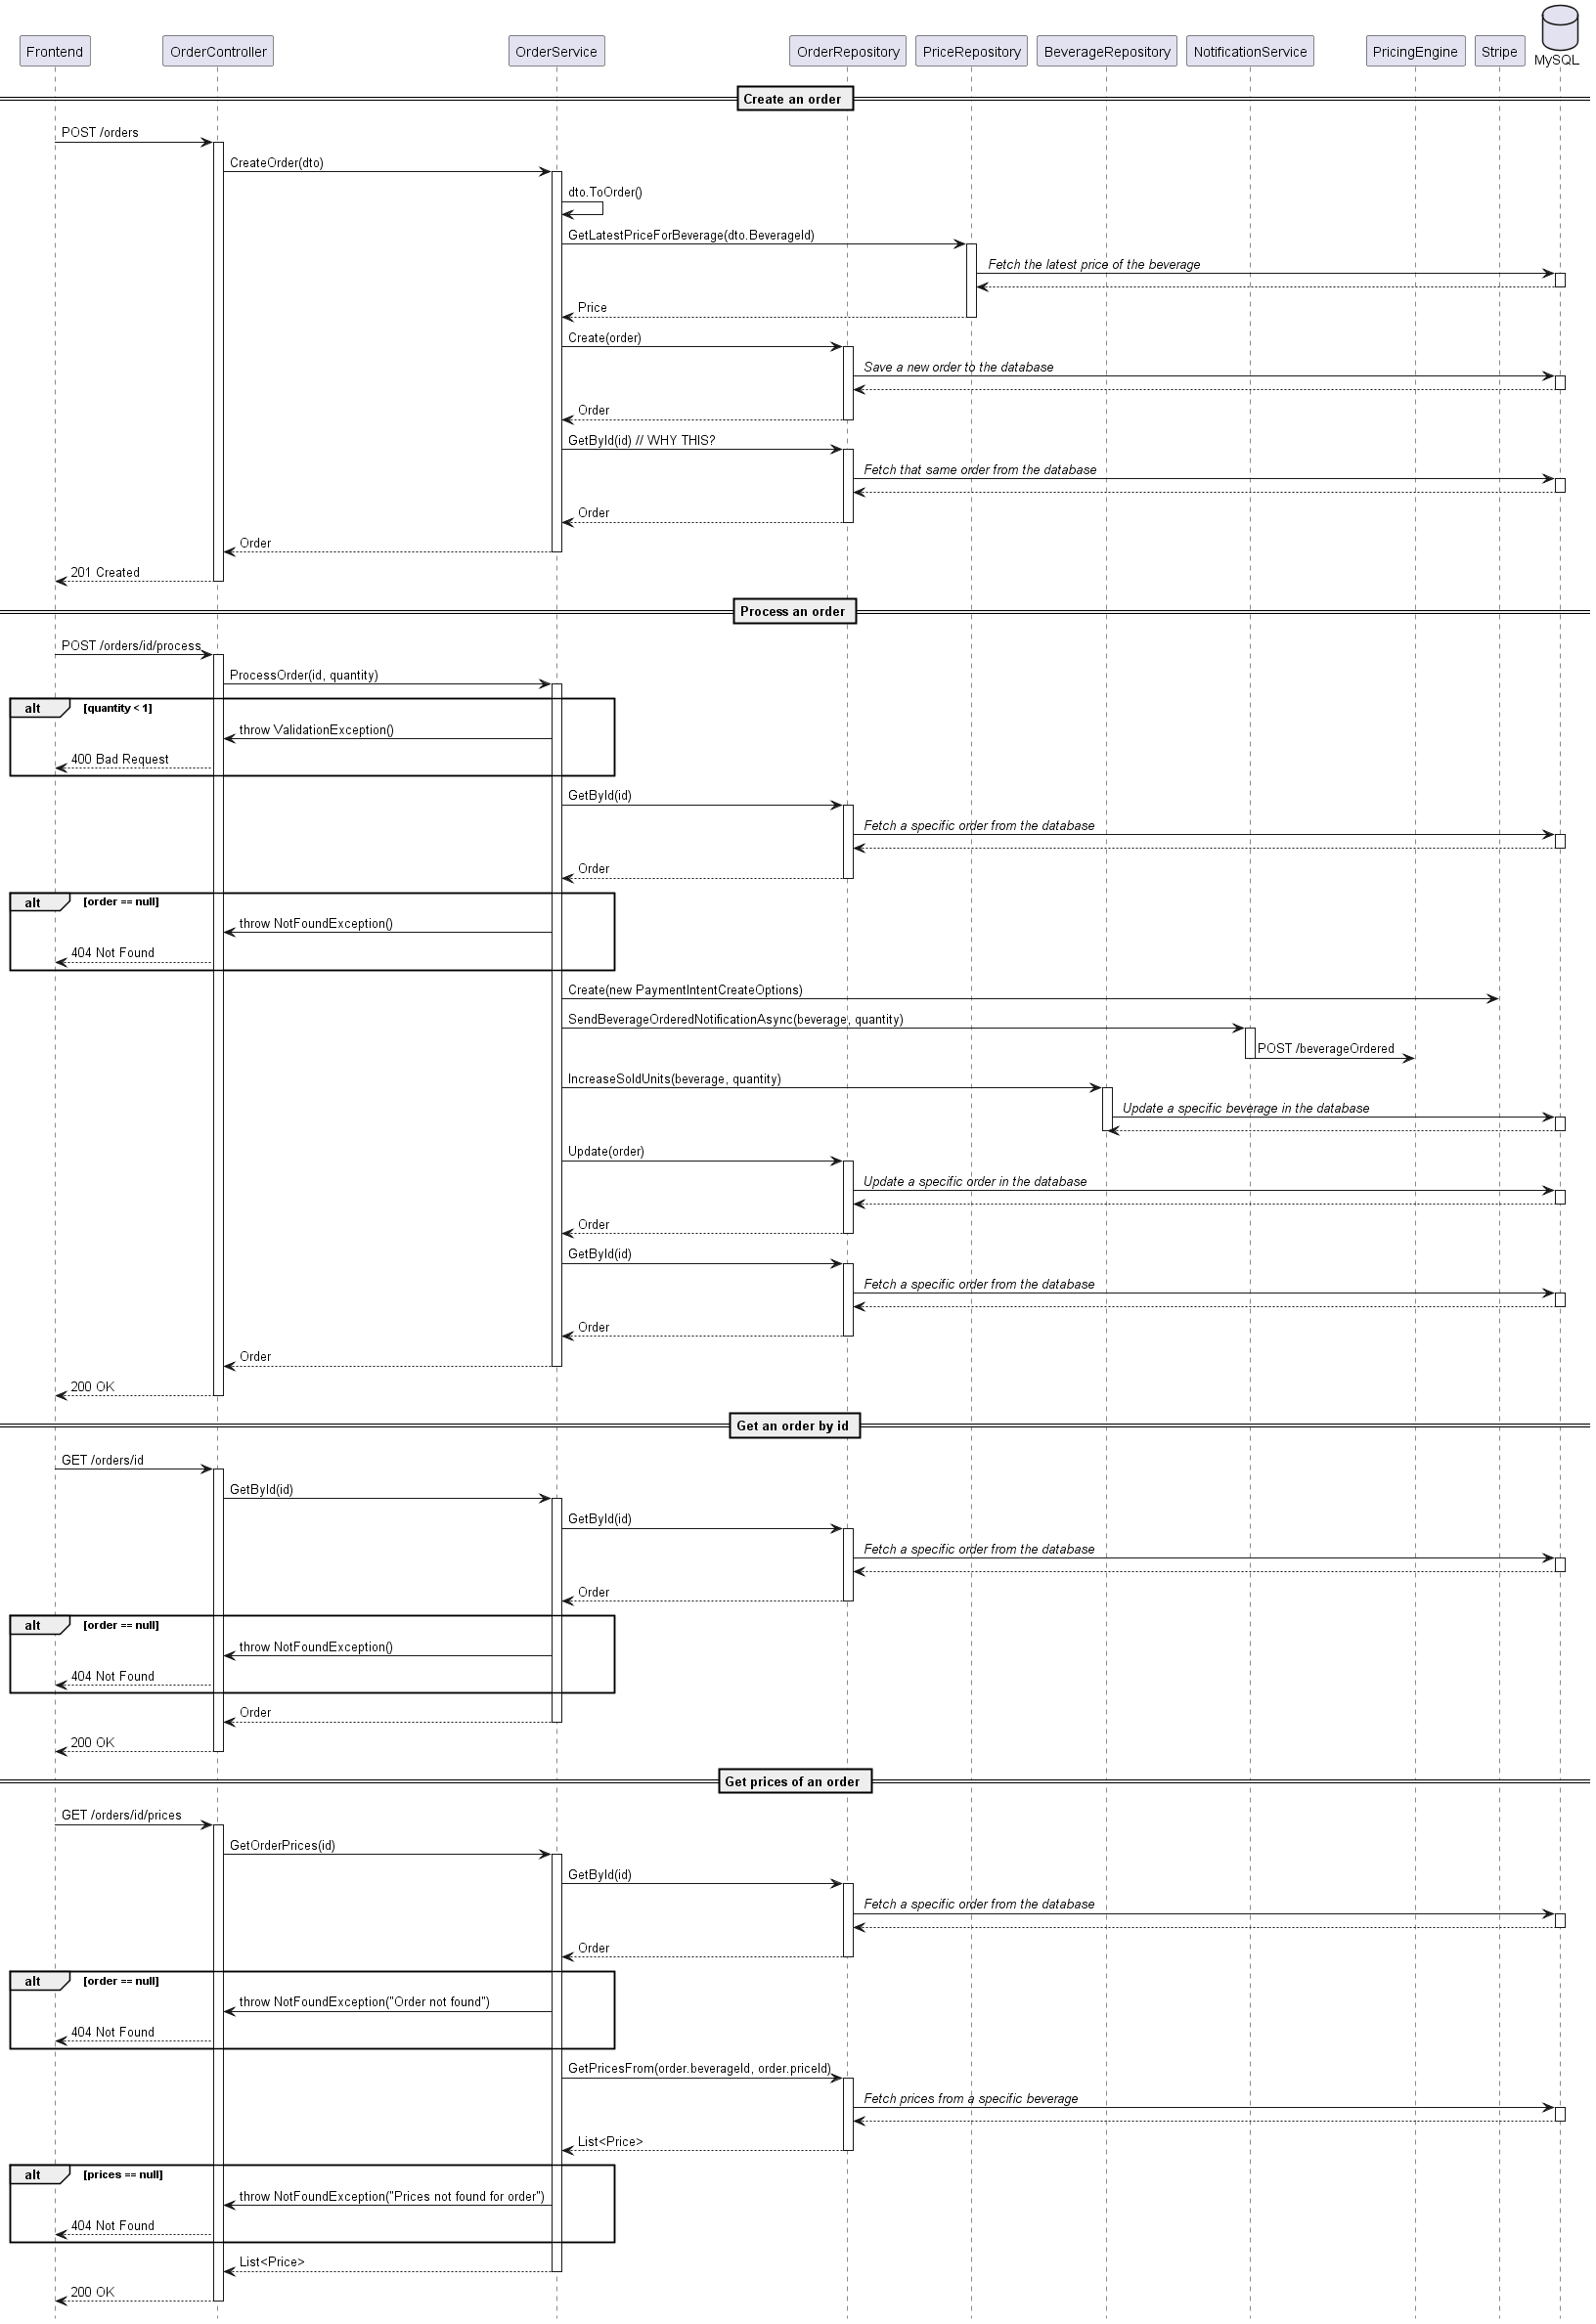 Frontend
OrderController
OrderService
OrderRepository
PriceRepository
BeverageRepository
NotificationService
PricingEngine
Stripe
MySQL
Create an order
POST /orders
CreateOrder(dto)
dto.ToOrder()
GetLatestPriceForBeverage(dto.BeverageId)
Fetch the latest price of the beverage
Price
Create(order)
Save a new order to the database
Order
GetById(id) // WHY THIS?
Fetch that same order from the database
Order
Order
201 Created
Process an order
POST /orders/id/process
ProcessOrder(id, quantity)
alt [quantity < 1]
throw ValidationException()
400 Bad Request
GetById(id)
Fetch a specific order from the database
Order
alt [order == null]
throw NotFoundException()
404 Not Found
Create(new PaymentIntentCreateOptions)
SendBeverageOrderedNotificationAsync(beverage, quantity)
POST /beverageOrdered
IncreaseSoldUnits(beverage, quantity)
Update a specific beverage in the database
Update(order)
Update a specific order in the database
Order
GetById(id)
Fetch a specific order from the database
Order
Order
200 OK
Get an order by id
GET /orders/id
GetById(id)
GetById(id)
Fetch a specific order from the database
Order
alt [order == null]
throw NotFoundException()
404 Not Found
Order
200 OK
Get prices of an order
GET /orders/id/prices
GetOrderPrices(id)
GetById(id)
Fetch a specific order from the database
Order
alt [order == null]
throw NotFoundException("Order not found")
404 Not Found
GetPricesFrom(order.beverageId, order.priceId)
Fetch prices from a specific beverage
List<Price>
alt [prices == null]
throw NotFoundException("Prices not found for order")
404 Not Found
List<Price>
200 OK